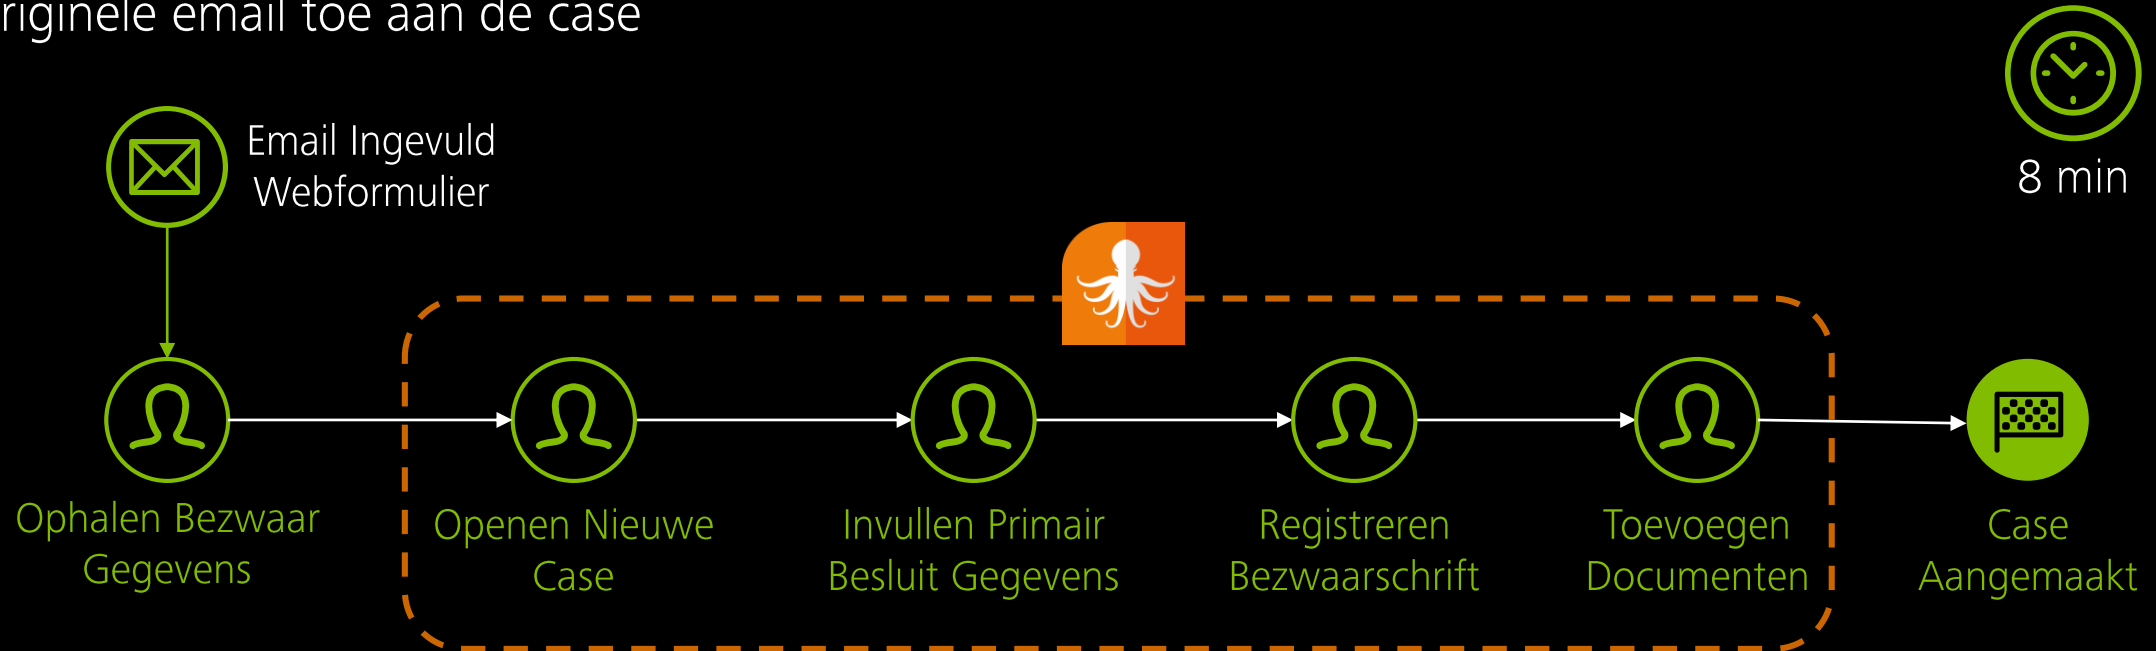 riginele email toe aan de case
Email Ingevuld
Webformulier
8 min
Ophalen Bezwaar
Gegevens
Openen Nieuwe
Case
Invullen Primair
Besluit Gegevens
Registreren
Bezwaarschrift
Toevoegen
Documenten
Case
Aangemaakt